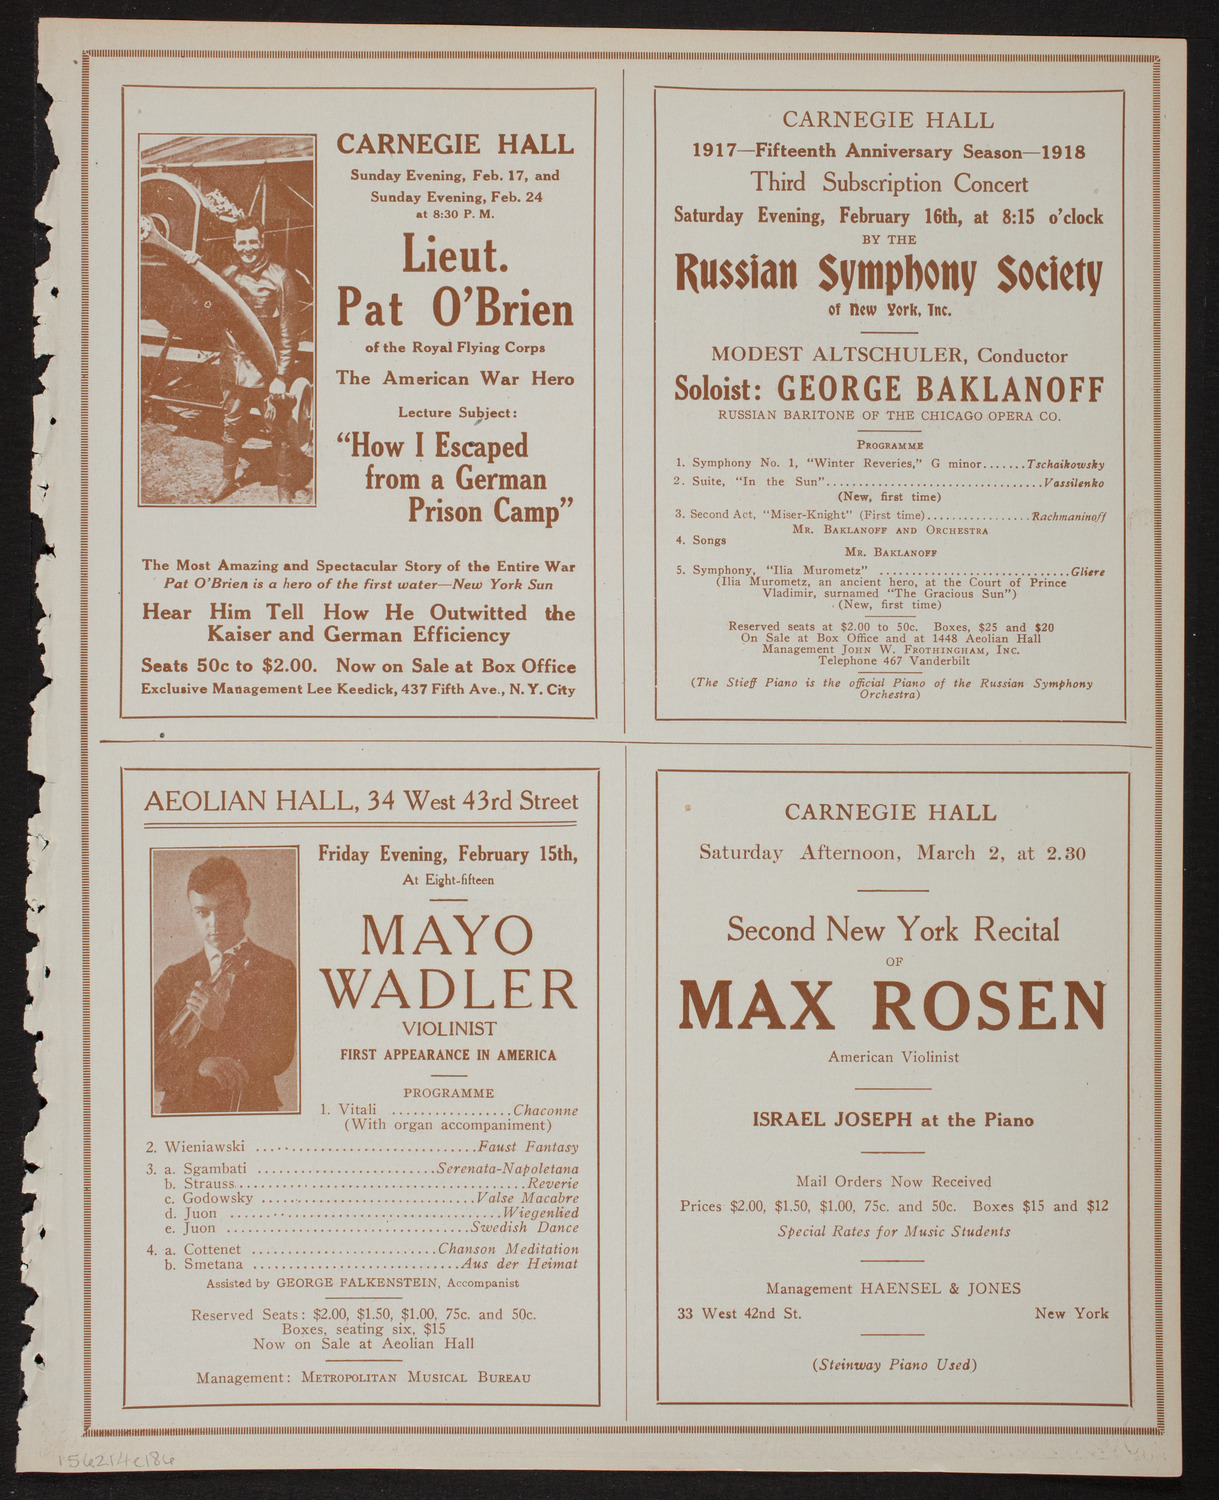 CARNEGIE HALL
Sunday Evening, Feb. 17, and
Sunday Evening, Feb. 24
at 8:30 P. M.
Lieut.
Pat O'Brien
of the Royal Flying Corps
The American War Hero
Lecture Subject:
"How I Escaped
from a German
Prison Camp"
The Most Amazing and Spectacular Story of the Entire War
Pat O'Brien is a hero of the first water—New York Sun
Hear Him Tell How He Outwitted the
Kaiser and German Efficiency
Seats 50c to $2.00. Now on Sale at Box Office
Exclusive Management Lee Keedick, 437 Fifth Ave., N. Y. City
CARNEGIE HALL
1917—Fifteenth Anniversary Season—1918
Third Subscription Concert
Saturday Evening, February 16th, at 8:15 o'clock
BY THE
Russian Symphony Society
of New York, Inc.
MODEST ALTSCHULER, Conductor
Soloist: GEORGE BAKLANOFF
RUSSIAN BARITONE OF THE CHICAGO OPERA CO.
PROGRAMME
1. Symphony No. 1, "Winter Reveries," G minor.......Tschaikowsky
2. Suite, "In the Sun"................................Vassilenko
(New, first time)
3. Second Act, "Miser-Knight" (First time)................Rachmaninoff
MR. BAKLANOFF AND ORCHESTRA
4. Songs
MR. BAKLANOFF
5. Symphony, "Ilia Murometz" ............................Gliere
(Ilia Murometz, an ancient hero, at the Court of Prince
Vladimir, surnamed "The Gracious Sun")
(New, first time)
Reserved seats at $2.00 to 50c. Boxes, $25 and $20
On Sale at Box Office and at 1448 Aeolian Hall
Management JOHN W. FROTHINGHAM, INC.
Telephone 467 Vanderbilt
(The Stieff Piano is the official Piano of the Russian Symphony
Orchestra)
AEOLIAN HALL, 34 West 43rd Street
Friday Evening, February 15th,
At Eight-fifteen
MAYO
WADLER
VIOLINIST
FIRST APPEARANCE IN AMERICA
PROGRAMME
1. Vitali .................Chaconne
(With organ accompaniment)
2. Wieniawski ...............................Faust Fantasy
3. a. Sgambati .........................Serenata-Napoletana
b. Strauss.........................................Reverie
c. Godowsky ..............................Valse Macabre
d. Juon ......................................Wiegenlied
e. Juon ..................................Swedish Dance
4. a. Cottenet ..........................Chanson Meditation
b. Smetana .............................Aus der Heimat
Assisted by GEORGE FALKENSTEIN, Accompanist
Reserved Seats: $2.00, $1.50, $1.00, 75c. and 50c.
Boxes, seating six, $15
Now on Sale at Aeolian Hall
Management: METROPOLITAN MUSICAL BUREAU
CARNEGIE HALL
Saturday Afternoon, March 2, at 2.30
Second New York Recital
OF
MAX ROSEN
American Violinist
ISRAEL JOSEPH at the Piano
Mail Orders Now Received
Prices $2.00, $1.50, $1.00, 75c. and 50c. Boxes $15 and $12
Special Rates for Music Students
Management HAENSEL & JONES
33 West 42nd St. New York
(Steinway Piano Used)